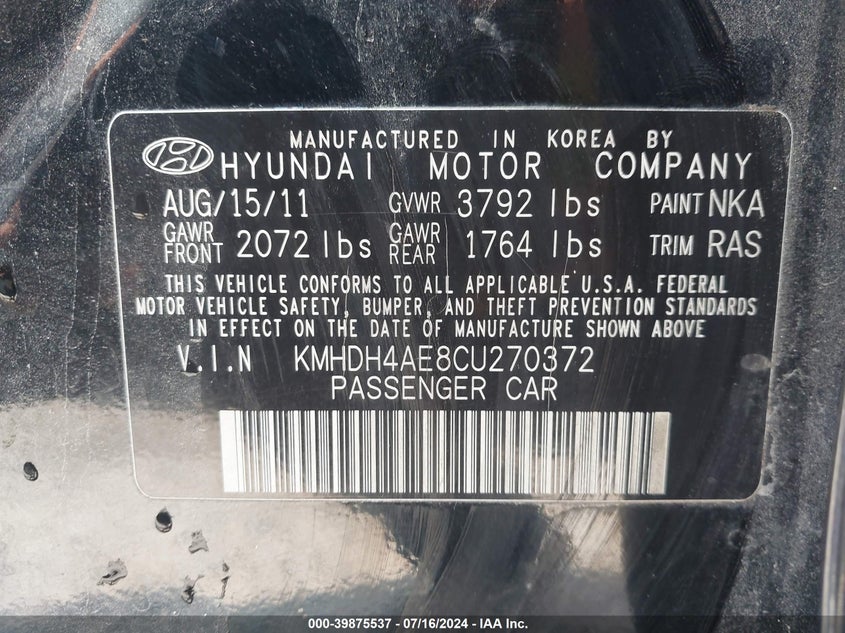 MANUFACTURED IN KOREA BY
HYUNDAI MOTOR COMPANY
AUG/15/11 GVWR 3792 lbs PAINT NKA
GAWR FRONT 2072 lbs GAWR REAR 1764 lbs TRIM RAS
THIS VEHICLE CONFORMS TO ALL APPLICABLE U.S.A. FEDERAL
MOTOR VEHICLE SAFETY, BUMPER, AND THEFT PREVENTION STANDARDS
IN EFFECT ON THE DATE OF MANUFACTURE SHOWN ABOVE
V.I.N KMHDH4AE8CU270372
PASSENGER CAR
000-39875537 - 07/16/2024 - IAA Inc.